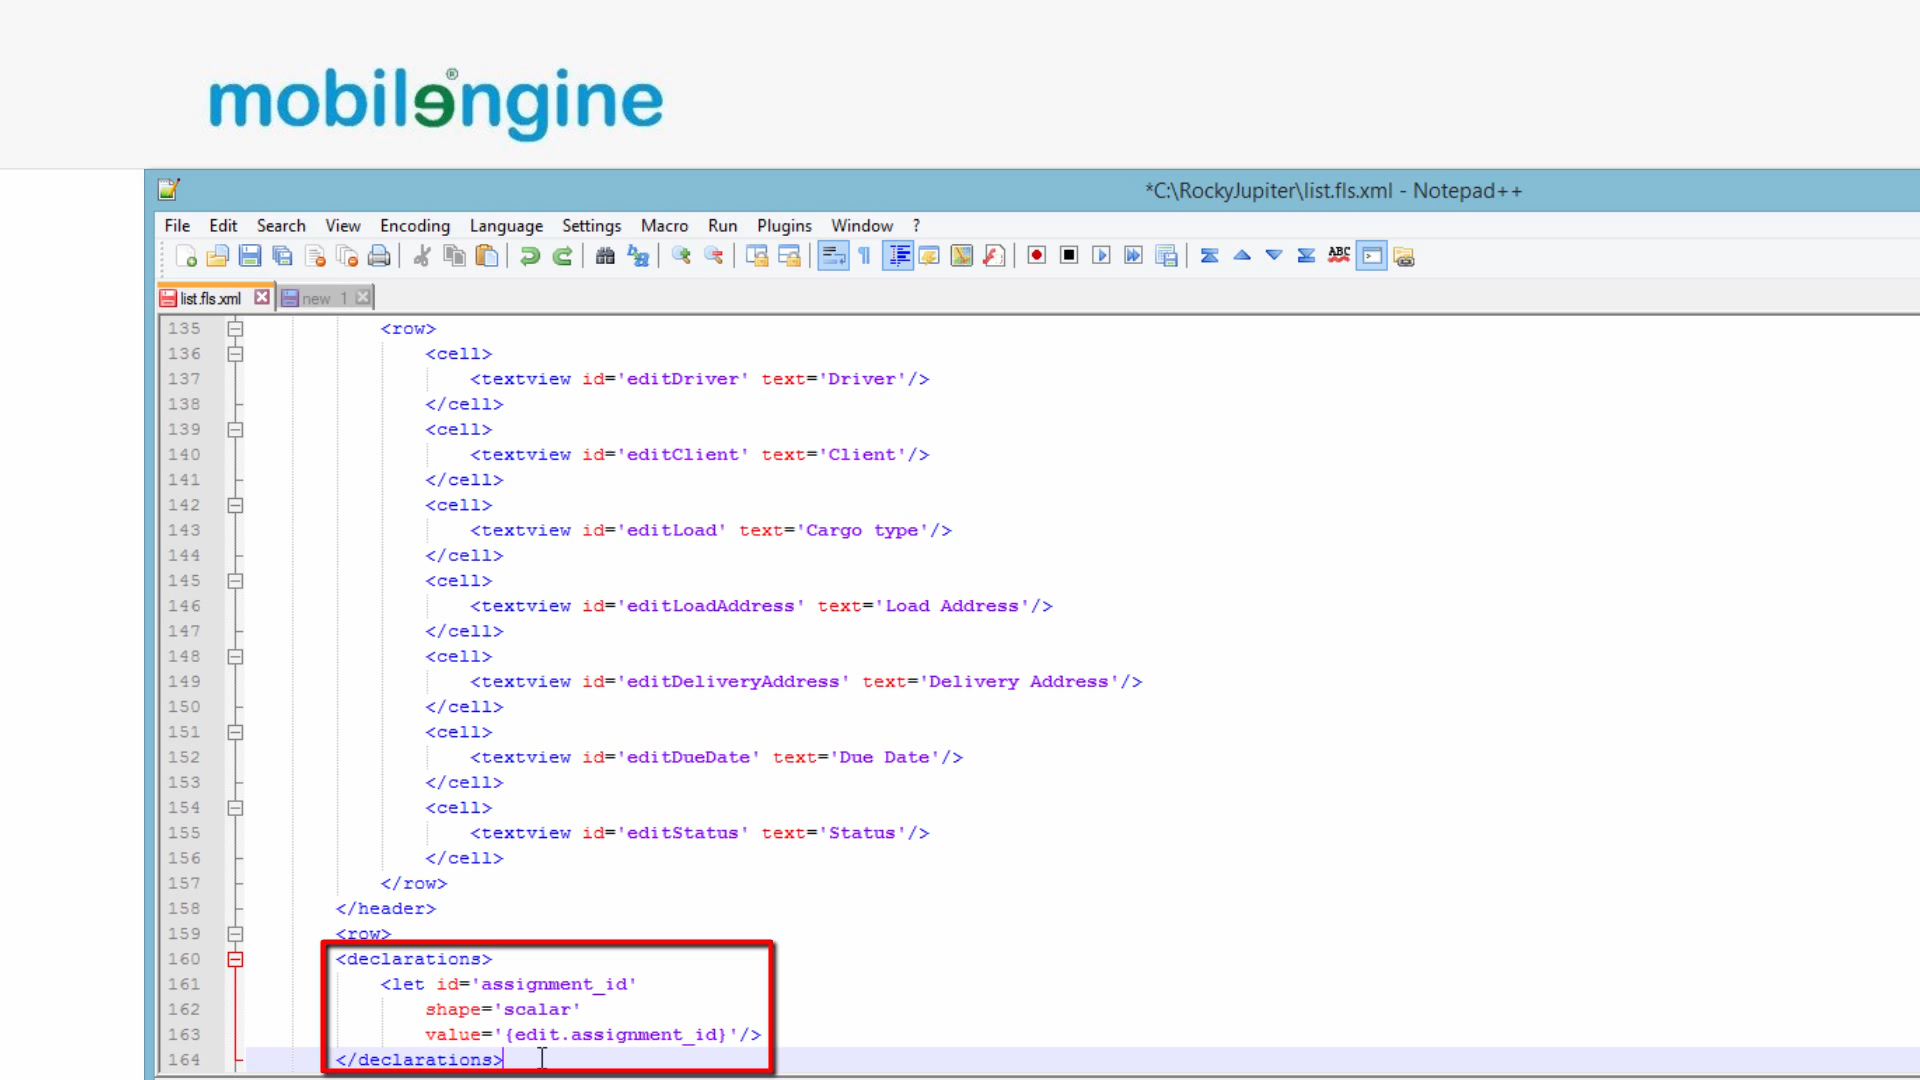 mobilengine®
*C:\RockyJupiter\list.fls.xml - Notepad++
File Edit Search View Encoding Language Settings Macro Run Plugins Window ?
ABC
list.fls.xml new 1
135 <row>
136 <cell>
137 <textview id='editDriver' text='Driver'/>
138 </cell>
139 <cell>
140 <textview id='editClient' text='Client'/>
141 </cell>
142 <cell>
143 <textview id='editLoad' text='Cargo type'/>
144 </cell>
145 <cell>
146 <textview id='editLoadAddress' text='Load Address'/>
147 </cell>
148 <cell>
149 <textview id='editDeliveryAddress' text='Delivery Address'/>
150 </cell>
151 <cell>
152 <textview id='editDueDate' text='Due Date'/>
153 </cell>
154 <cell>
155 <textview id='editStatus' text='Status'/>
156 </cell>
157 </row>
158 </header>
159 <row>
160 <declarations>
161 <let id='assignment_id'
162 shape='scalar'
163 value='{edit.assignment_id}'/>
164 </declarations>